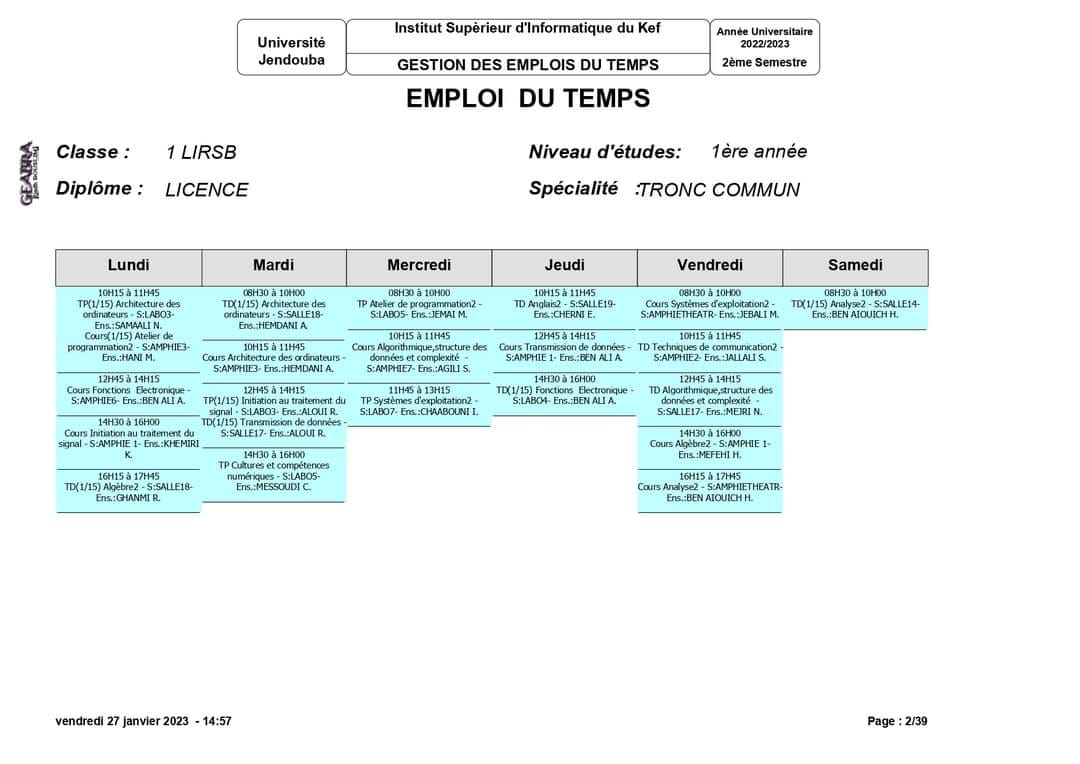 Université
Jendouba
Institut Supèrieur d'Informatique du Kef
GESTION DES EMPLOIS DU TEMPS
Année Universitaire
2022/2023
2ème Semestre
EMPLOI DU TEMPS
GEABRA
Classe : 1 LIRSB
Niveau d'études: 1ère année
Diplôme : LICENCE
Spécialité :TRONC COMMUN
Lundi
10H15 à 11H45
TP(1/15) Architecture des
ordinateurs - S:LABO3-
Ens.:SAMAALI N.
Cours(1/15) Atelier de
programmation2 - S:AMPHIE3-
Ens.:HANI M.
12H45 à 14H15
Cours Fonctions Electronique -
S:AMPHIE6- Ens.:BEN ALI A.
14H30 à 16H00
Cours Initiation au traitement du
signal - S:AMPHIE 1- Ens.:KHEMIRI
K.
16H15 à 17H45
TD(1/15) Algèbre2 - S:SALLE18-
Ens.:GHANMI R.
Mardi
08H30 à 10H00
TD(1/15) Architecture des
ordinateurs - S:SALLE18-
Ens.:HEMDANI A.
10H15 à 11H45
Cours Architecture des ordinateurs -
S:AMPHIE3- Ens.:HEMDANI A.
12H45 à 14H15
TP(1/15) Initiation au traitement du
signal - S:LABO3- Ens.:ALOUI R.
TD(1/15) Transmission de données -
S:SALLE17- Ens.:ALOUI R.
14H30 à 16H00
TP Cultures et compétences
numériques - S:LABO5-
Ens.:MESSOUDI C.
Mercredi
08H30 à 10H00
TP Atelier de programmation2 -
S:LABO5- Ens.:JEMAI M.
10H15 à 11H45
Cours Algorithmique,structure des
données et complexité -
S:AMPHIE7- Ens.:AGILI S.
11H45 à 13H15
TP Systèmes d'exploitation2 -
S:LABO7- Ens.:CHAABOUNI I.
Jeudi
10H15 à 11H45
TD Anglais2 - S:SALLE19-
Ens.:CHERNI E.
12H45 à 14H15
Cours Transmission de données -
S:AMPHIE 1- Ens.:BEN ALI A.
14H30 à 16H00
TD(1/15) Fonctions Electronique -
S:LABO4- Ens.:BEN ALI A.
Vendredi
08H30 à 10H00
Cours Systèmes d'exploitation2 -
S:AMPHIETHEATR- Ens.:JEBALI M.
10H15 à 11H45
TD Techniques de communication2 -
S:AMPHIE2- Ens.:JALLALI S.
12H45 à 14H15
TD Algorithmique,structure des
données et complexité -
S:SALLE17- Ens.:MEJRI N.
14H30 à 16H00
Cours Algèbre2 - S:AMPHIE 1-
Ens.:MEFEHI H.
16H15 à 17H45
Cours Analyse2 - S:AMPHIETHEATR-
Ens.:BEN AIOUICH H.
Samedi
08H30 à 10H00
TD(1/15) Analyse2 - S:SALLE14-
Ens.:BEN AIOUICH H.
vendredi 27 janvier 2023 - 14:57
Page : 2/39